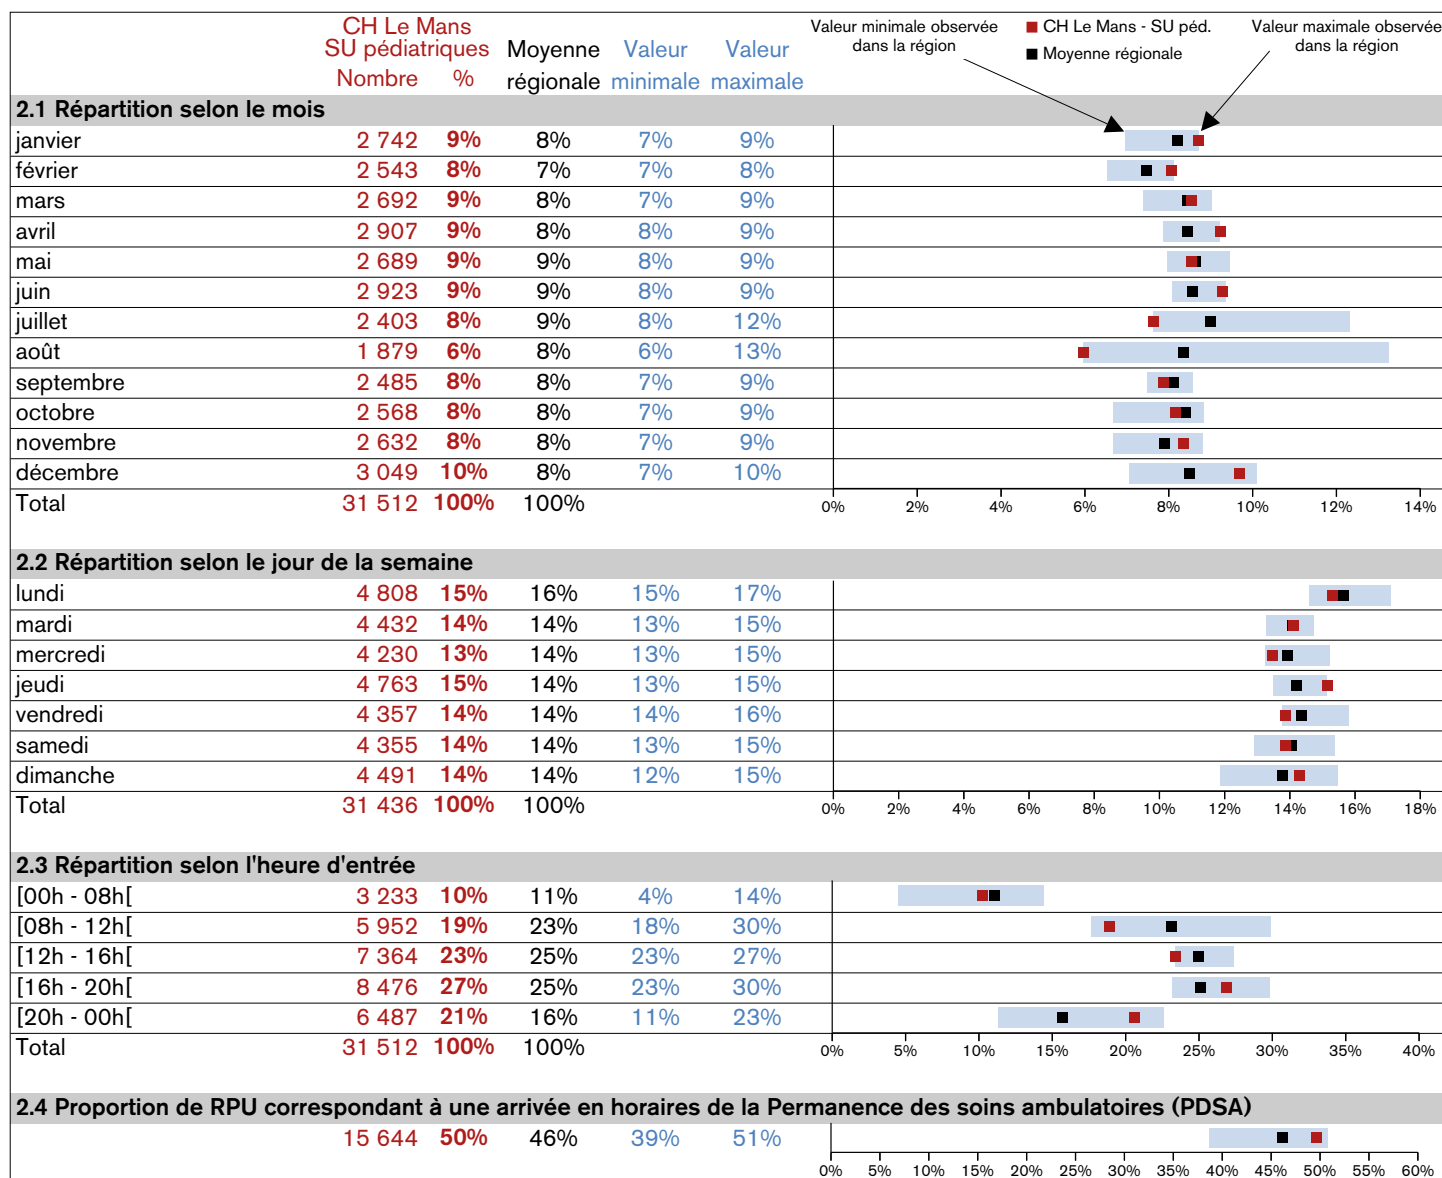 CH Le Mans
SU pédiatriques Moyenne Valeur Valeur
Nombre % régionale minimale maximale
Valeur minimale observée dans la région
CH Le Mans - SU péd.
Moyenne régionale
Valeur maximale observée dans la région
2.1 Répartition selon le mois
janvier 2 742 9% 8% 7% 9%
février 2 543 8% 7% 7% 8%
mars 2 692 9% 8% 7% 9%
avril 2 907 9% 8% 8% 9%
mai 2 689 9% 9% 8% 9%
juin 2 923 9% 9% 8% 9%
juillet 2 403 8% 9% 8% 12%
août 1 879 6% 8% 6% 13%
septembre 2 485 8% 8% 7% 9%
octobre 2 568 8% 8% 7% 9%
novembre 2 632 8% 8% 7% 9%
décembre 3 049 10% 8% 7% 10%
Total 31 512 100% 100%
0% 2% 4% 6% 8% 10% 12% 14%
2.2 Répartition selon le jour de la semaine
lundi 4 808 15% 16% 15% 17%
mardi 4 432 14% 14% 13% 15%
mercredi 4 230 13% 14% 13% 15%
jeudi 4 763 15% 14% 13% 15%
vendredi 4 357 14% 14% 14% 16%
samedi 4 355 14% 14% 13% 15%
dimanche 4 491 14% 14% 12% 15%
Total 31 436 100% 100%
0% 2% 4% 6% 8% 10% 12% 14% 16% 18%
2.3 Répartition selon l'heure d'entrée
[00h - 08h[ 3 233 10% 11% 4% 14%
[08h - 12h[ 5 952 19% 23% 18% 30%
[12h - 16h[ 7 364 23% 25% 23% 27%
[16h - 20h[ 8 476 27% 25% 23% 30%
[20h - 00h[ 6 487 21% 16% 11% 23%
Total 31 512 100% 100%
0% 5% 10% 15% 20% 25% 30% 35% 40%
2.4 Proportion de RPU correspondant à une arrivée en horaires de la Permanence des soins ambulatoires (PDSA)
15 644 50% 46% 39% 51%
0% 5% 10% 15% 20% 25% 30% 35% 40% 45% 50% 55% 60%